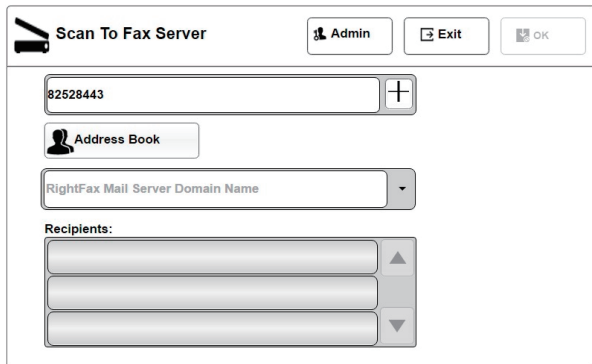 Scan To Fax Server
Admin
Exit
OK
82528443
Address Book
RightFax Mail Server Domain Name
Recipients: